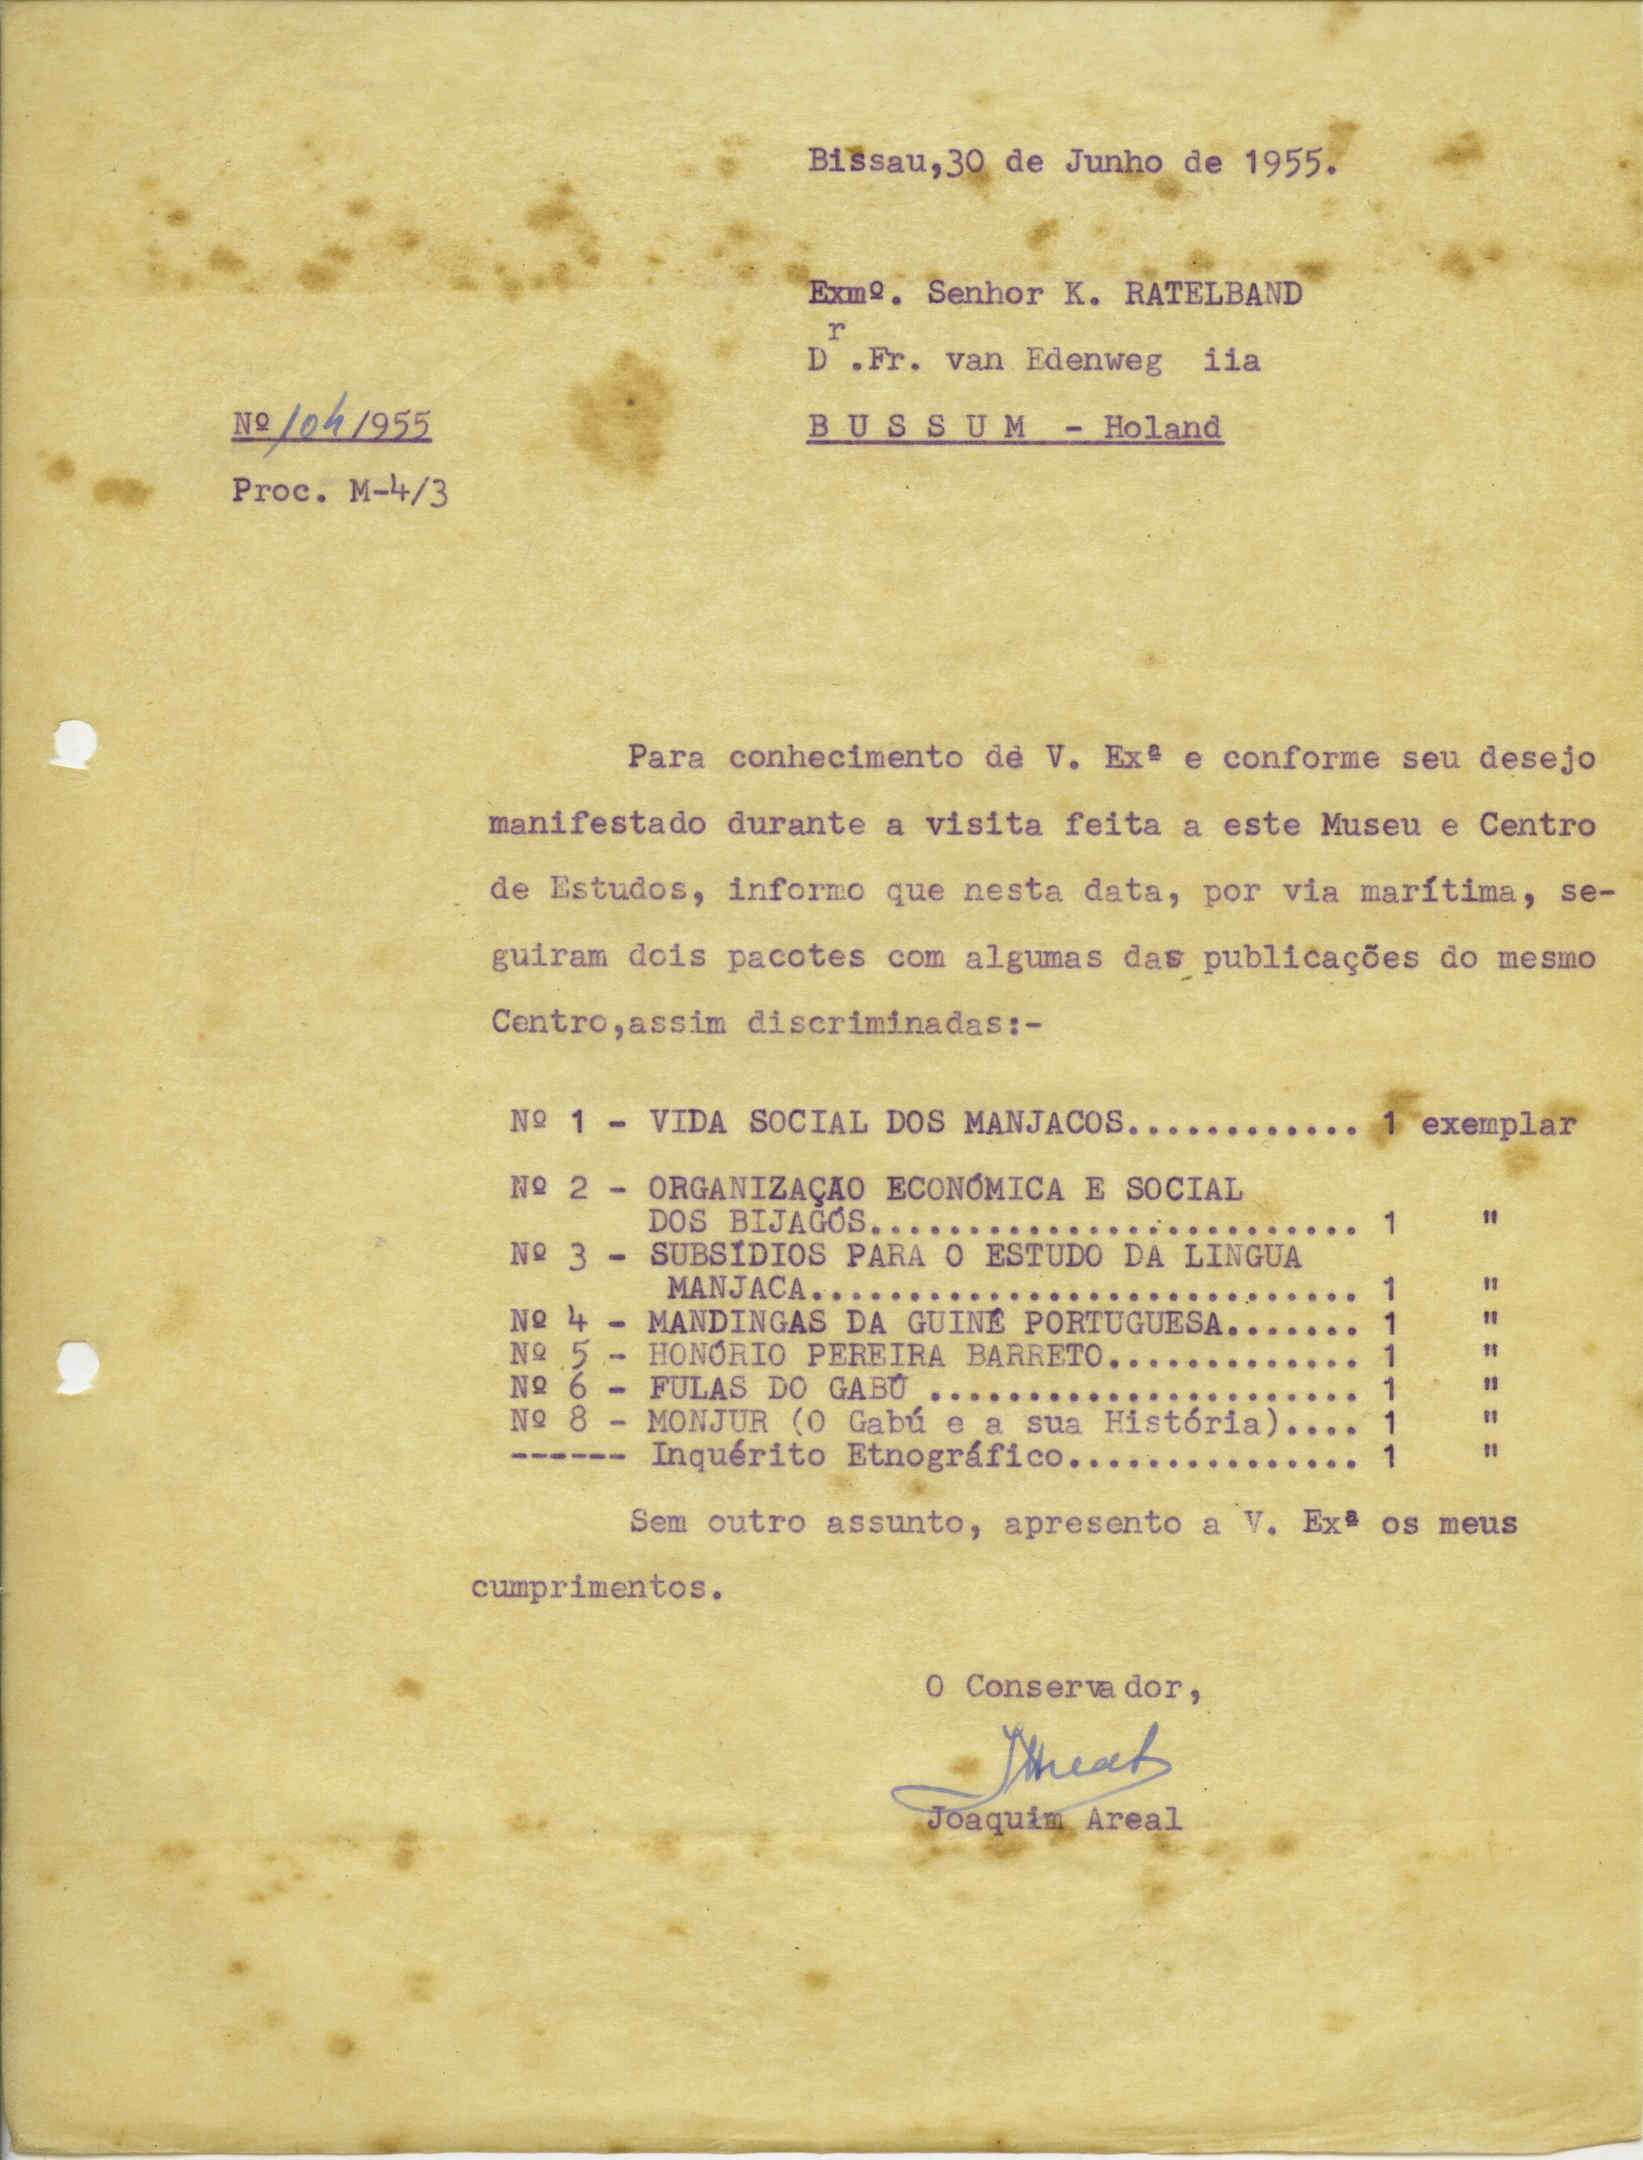 Bissau,30 de Junho de 1955.
Exmº. Senhor K. RATELBAND
Dr.Fr. van Edenweg iia
Nº 104/1955
B U S S U M - Holand
Proc. M-4/3
Para conhecimento de V. Exª e conforme seu desejo
manifestado durante a visita feita a este Museu e Centro
de Estudos, informo que nesta data, por via marítima, se-
guiram dois pacotes com algumas das publicações do mesmo
Centro,assim discriminadas:-
Nº 1 - VIDA SOCIAL DOS MANJACOS............ 1 exemplar
Nº 2 - ORGANIZAÇÃO ECONÓMICA E SOCIAL
DOS BIJAGÓS......................... 1 "
Nº 3 - SUBSÍDIOS PARA O ESTUDO DA LINGUA
MANJACA............................ 1 "
Nº 4 - MANDINGAS DA GUINÉ PORTUGUESA....... 1 "
Nº 5 - HONÓRIO PEREIRA BARRETO............. 1 "
Nº 6 - FULAS DO GABÚ ...................... 1 "
Nº 8 - MONJUR (O Gabú e a sua História).... 1 "
------ Inquérito Etnográfico............... 1 "
Sem outro assunto, apresento a V. Exª os meus
cumprimentos.
O Conservador,
JAreal
Joaquim Areal